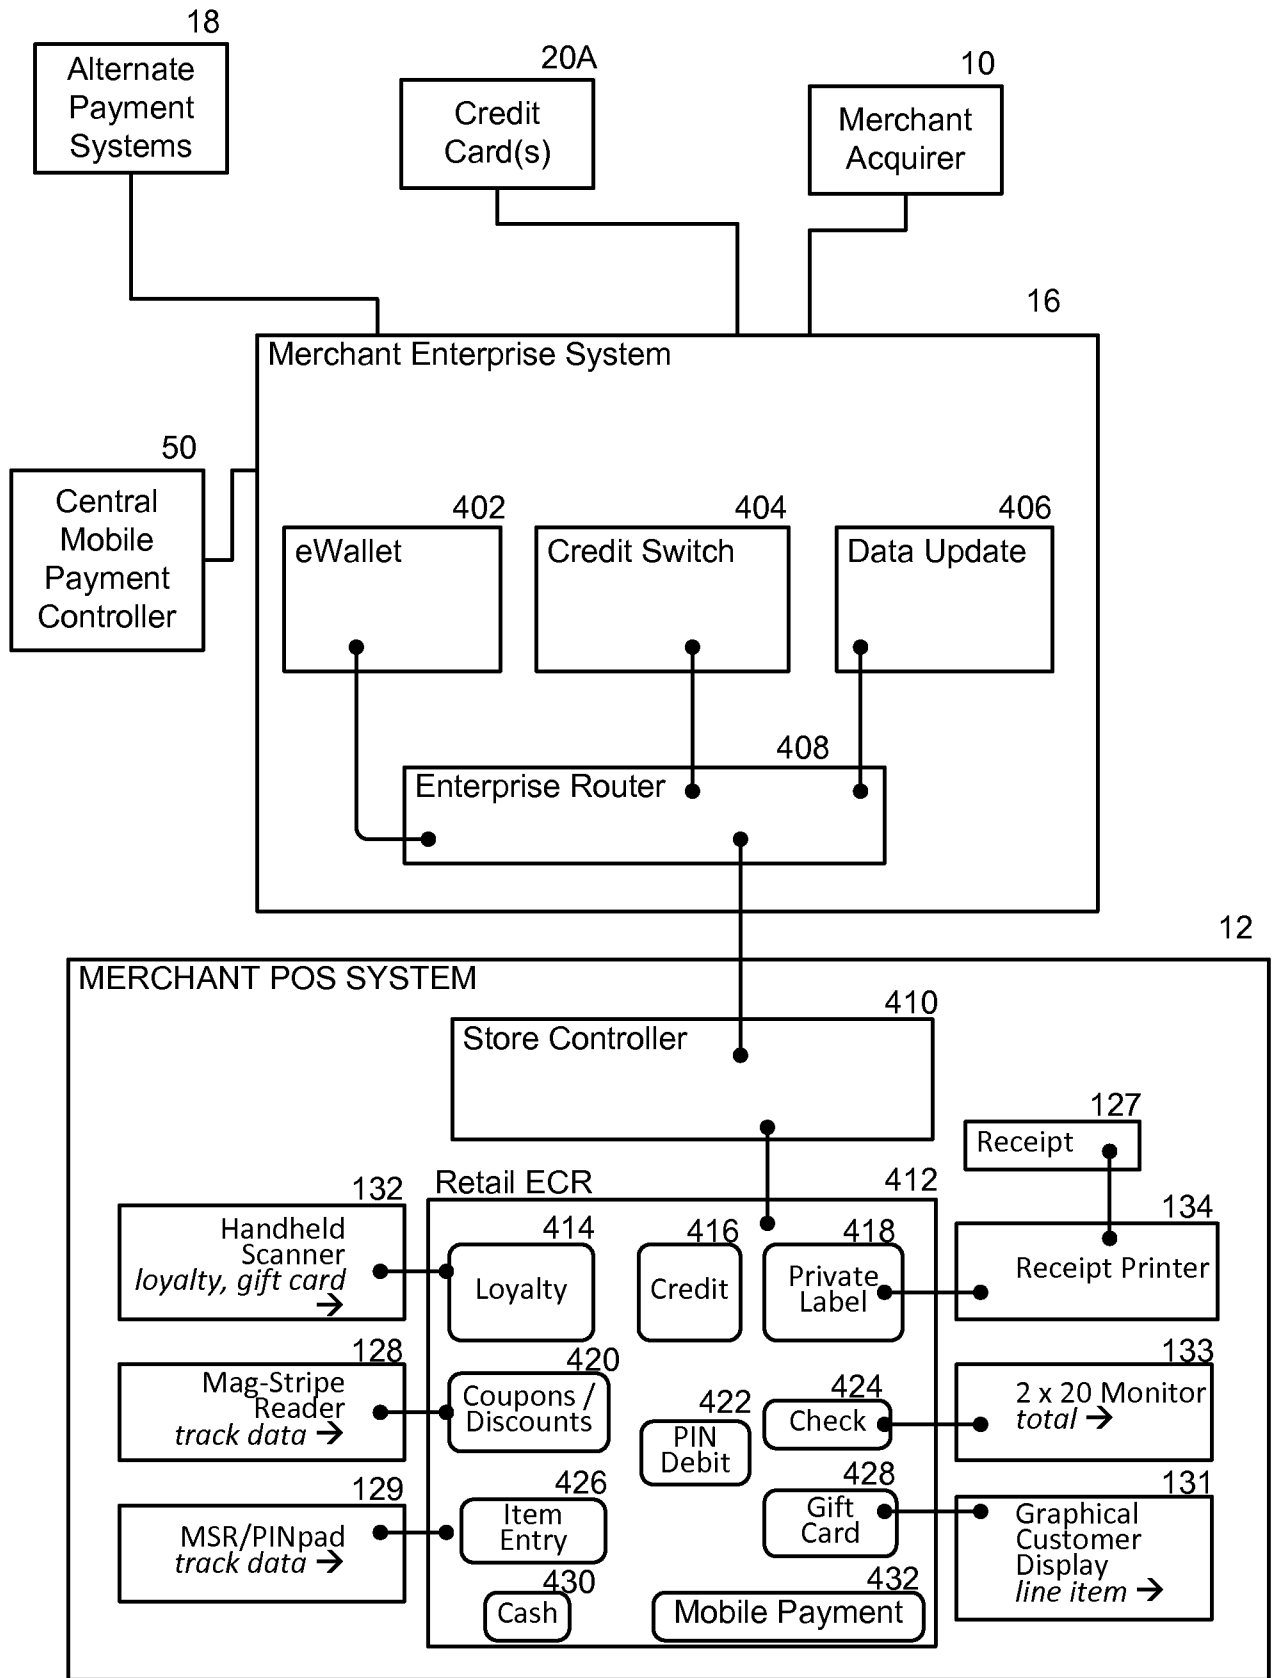 18
Alternate
Payment
Systems
20A
Credit
Card(s)
10
Merchant
Acquirer
16
Merchant Enterprise System
50
Central
Mobile
Payment
Controller
402
eWallet
404
Credit Switch
406
Data Update
408
Enterprise Router
12
MERCHANT POS SYSTEM
410
Store Controller
127
Receipt
132
Handheld
Scanner
loyalty, gift card
→
Retail ECR
412
414
Loyalty
416
Credit
418
Private
Label
134
Receipt Printer
128
Mag-Stripe
Reader
track data →
420
Coupons /
Discounts
422
PIN
Debit
424
Check
133
2 x 20 Monitor
total →
129
MSR/PINpad
track data →
426
Item
Entry
428
Gift
Card
131
Graphical
Customer
Display
line item →
430
Cash
432
Mobile Payment